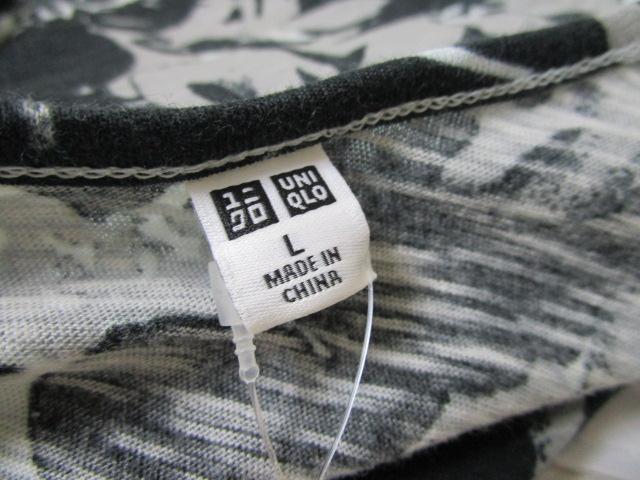 ユニ UNI
クロ QLO
L
MADE IN
CHINA